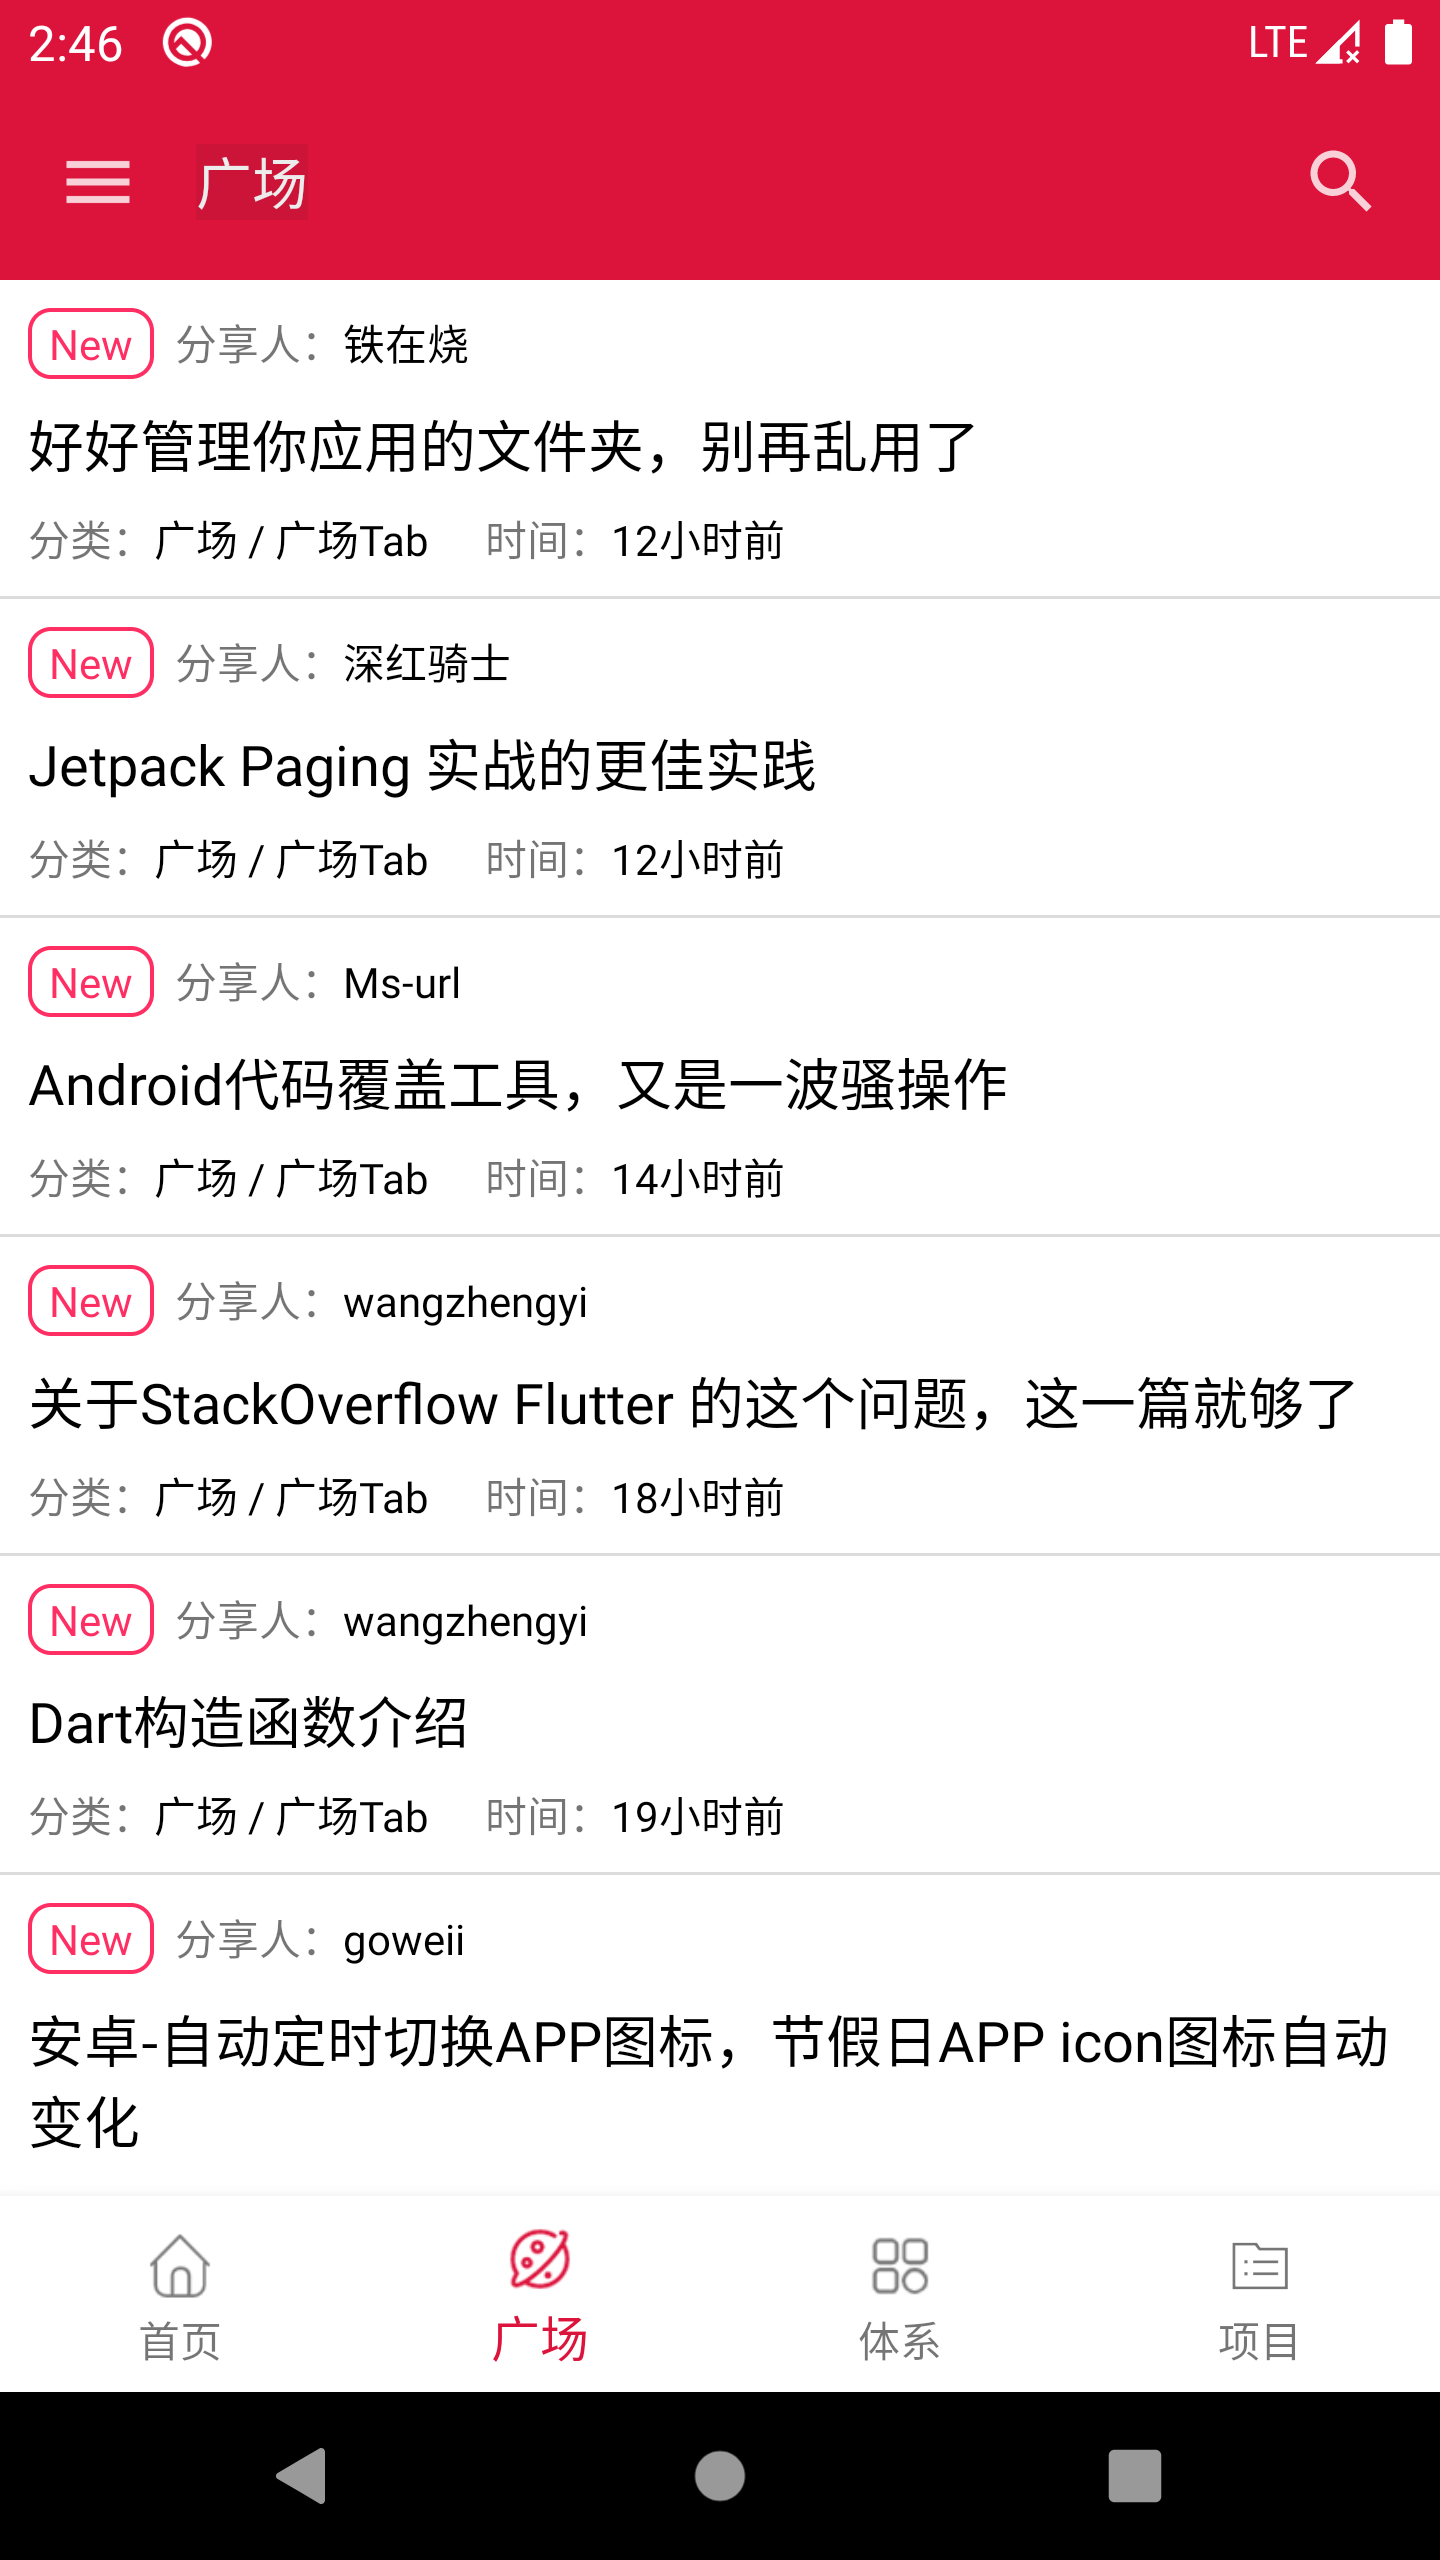 2:46 LTE
广场
New 分享人：铁在烧
好好管理你应用的文件夹，别再乱用了
分类：广场 / 广场Tab 时间：12小时前
New 分享人：深红骑士
Jetpack Paging 实战的更佳实践
分类：广场 / 广场Tab 时间：12小时前
New 分享人：Ms-url
Android代码覆盖工具，又是一波骚操作
分类：广场 / 广场Tab 时间：14小时前
New 分享人：wangzhengyi
关于StackOverflow Flutter 的这个问题，这一篇就够了
分类：广场 / 广场Tab 时间：18小时前
New 分享人：wangzhengyi
Dart构造函数介绍
分类：广场 / 广场Tab 时间：19小时前
New 分享人：goweii
安卓-自动定时切换APP图标，节假日APP icon图标自动
变化
首页 广场 体系 项目